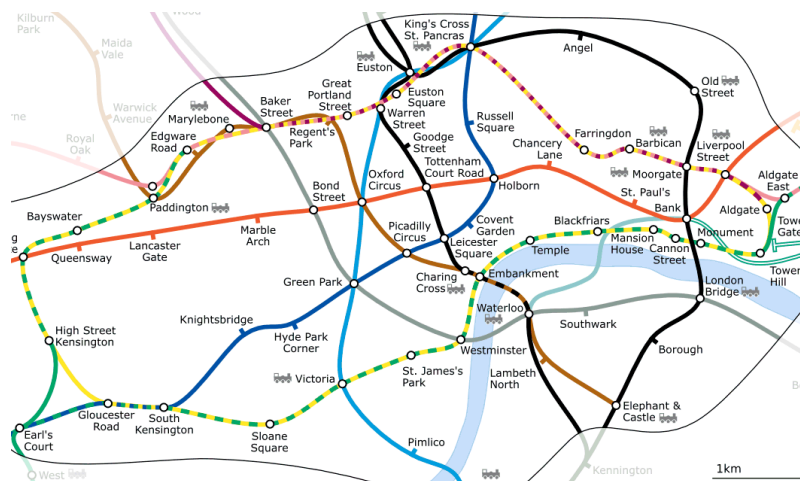 Kilburn
Park
Wood
Maida
Vale
King's Cross
St. Pancras
Euston
Angel
Old
Street
Great
Portland
Street
Baker
Street
Marylebone
Edgware
Road
Warwick
Avenue
Royal
Oak
Regent's
Park
Euston
Square
Warren
Street
Goodge
Street
Russell
Square
Farringdon
Barbican
Liverpool
Street
Moorgate
Chancery
Lane
Tottenham
Court Road
Holborn
Oxford
Circus
Bond
Street
Paddington
Bayswater
Queensway
Lancaster
Gate
Marble
Arch
St. Paul's
Bank
Aldgate
East
Aldgate
Tower
Hill
Monument
Cannon
Street
Mansion
House
Blackfriars
Temple
Covent
Garden
Leicester
Square
Picadilly
Circus
Charing
Cross
Embankment
Green Park
Knightsbridge
Hyde Park
Corner
High Street
Kensington
Waterloo
Southwark
London
Bridge
Borough
Westminster
St. James's
Park
Victoria
Lambeth
North
Elephant &
Castle
Gloucester
Road
South
Kensington
Sloane
Square
Earl's
Court
West
Pimlico
Kennington
1km